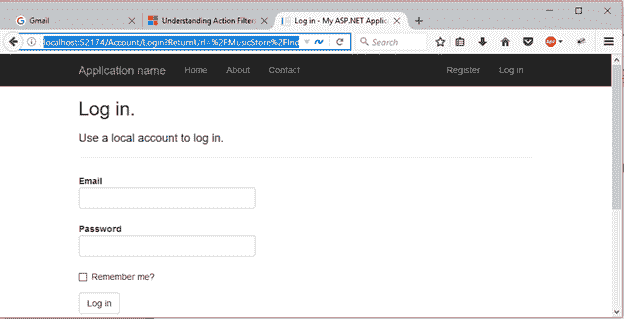 Gmail
Understanding Action Filter
Log in - My ASP.NET Applic
localhost:52174/Account/Login?ReturnUrl=%2FMusicStore%2FInd
Search
ABP
Application name
Home
About
Contact
Register
Log in
Log in.
Use a local account to log in.
Email
Password
Remember me?
Log in